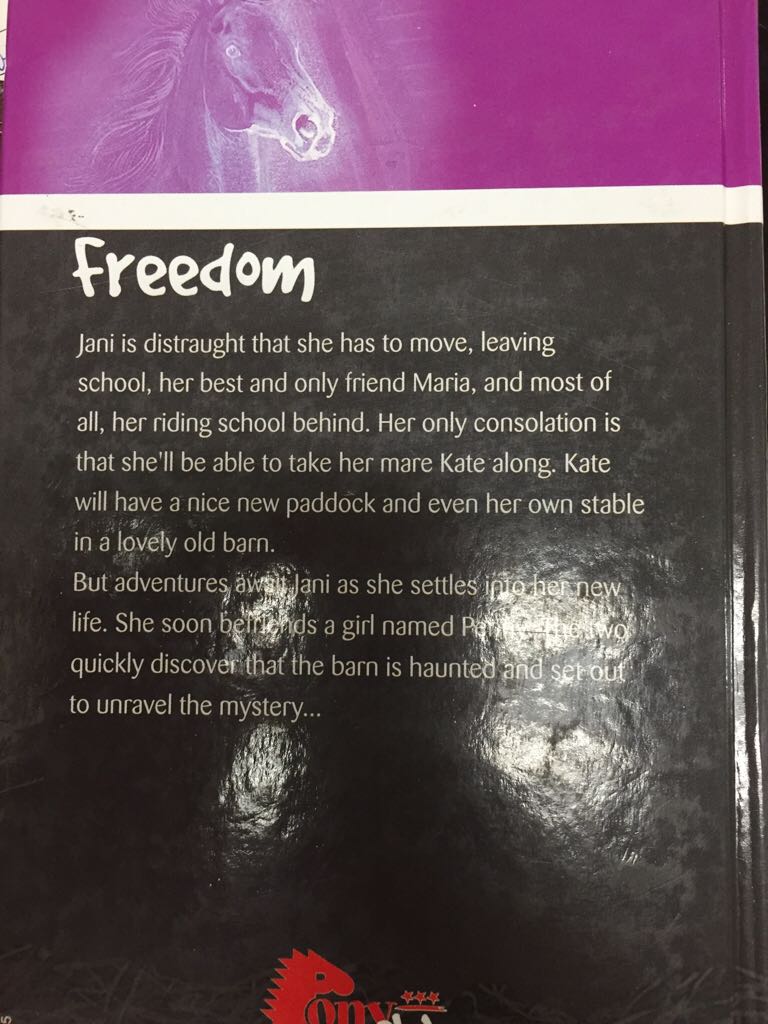 freedom
Jani is distraught that she has to move, leaving
school, her best and only friend Maria, and most of
all, her riding school behind. Her only consolation is
that she'll be able to take her mare Kate along. Kate
will have a nice new paddock and even her own stable
in a lovely old barn.
But adventures await Jani as she settles into her new
life. She soon befriends a girl named The two
quickly discover that the barn is haunted and set out
to unravel the mystery...
Pony
5